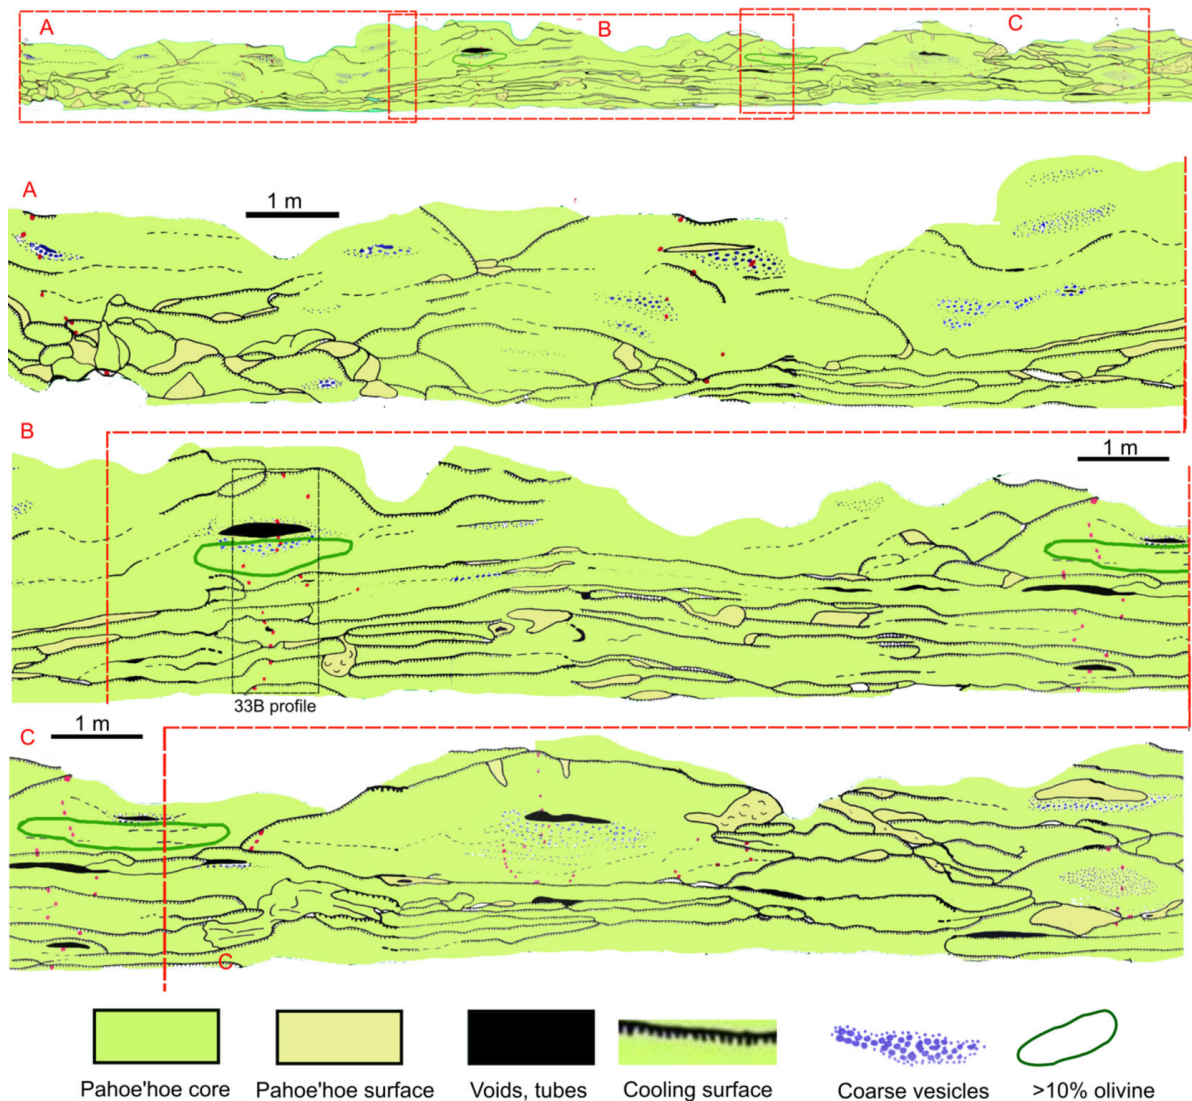 A
B
C
A
1 m
B
1 m
33B profile
1 m
C
C
Pahoe'hoe core
Pahoe'hoe surface
Voids, tubes
Cooling surface
Coarse vesicles
>10% olivine